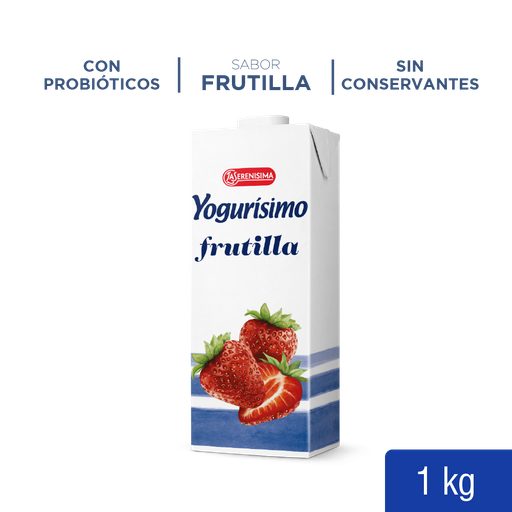 CON
PROBIÓTICOS
SABOR
FRUTILLA
SIN
CONSERVANTES
LA SERENISIMA
Yogurísimo
frutilla
1 kg